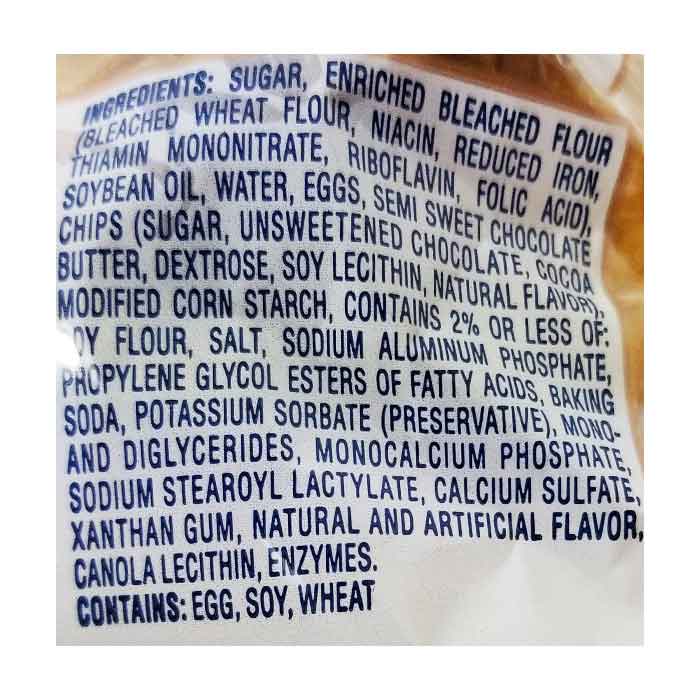 INGREDIENTS: SUGAR, ENRICHED BLEACHED FLOUR
(BLEACHED WHEAT FLOUR, NIACIN, REDUCED IRON,
THIAMIN MONONITRATE, RIBOFLAVIN, FOLIC ACID),
SOYBEAN OIL, WATER, EGGS, SEMI SWEET CHOCOLATE
CHIPS (SUGAR, UNSWEETENED CHOCOLATE, COCOA
BUTTER, DEXTROSE, SOY LECITHIN, NATURAL FLAVOR),
MODIFIED CORN STARCH, CONTAINS 2% OR LESS OF:
OY FLOUR, SALT, SODIUM ALUMINUM PHOSPHATE,
PROPYLENE GLYCOL ESTERS OF FATTY ACIDS, BAKING
SODA, POTASSIUM SORBATE (PRESERVATIVE), MONO-
AND DIGLYCERIDES, MONOCALCIUM PHOSPHATE,
SODIUM STEAROYL LACTYLATE, CALCIUM SULFATE,
XANTHAN GUM, NATURAL AND ARTIFICIAL FLAVOR,
CANOLA LECITHIN, ENZYMES.
CONTAINS: EGG, SOY, WHEAT